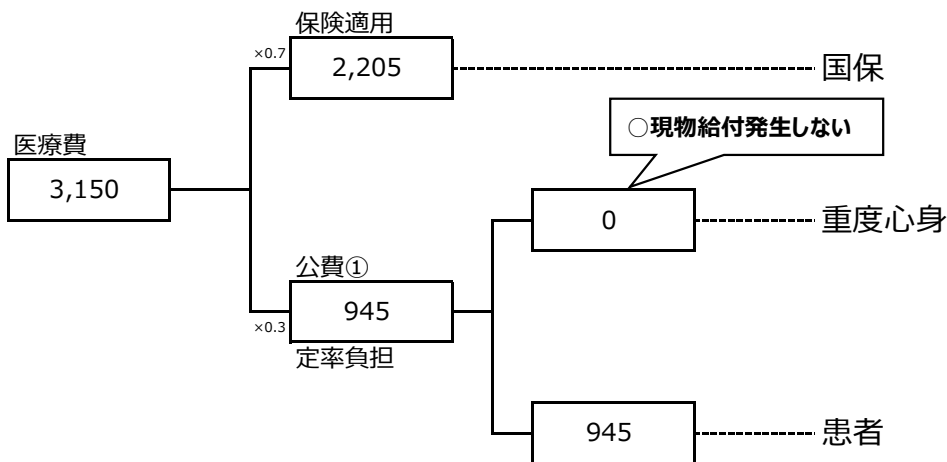 保険適用
×0.7
2,205
国保
○現物給付発生しない
医療費
3,150
0
重度心身
公費①
×0.3
945
定率負担
945
患者